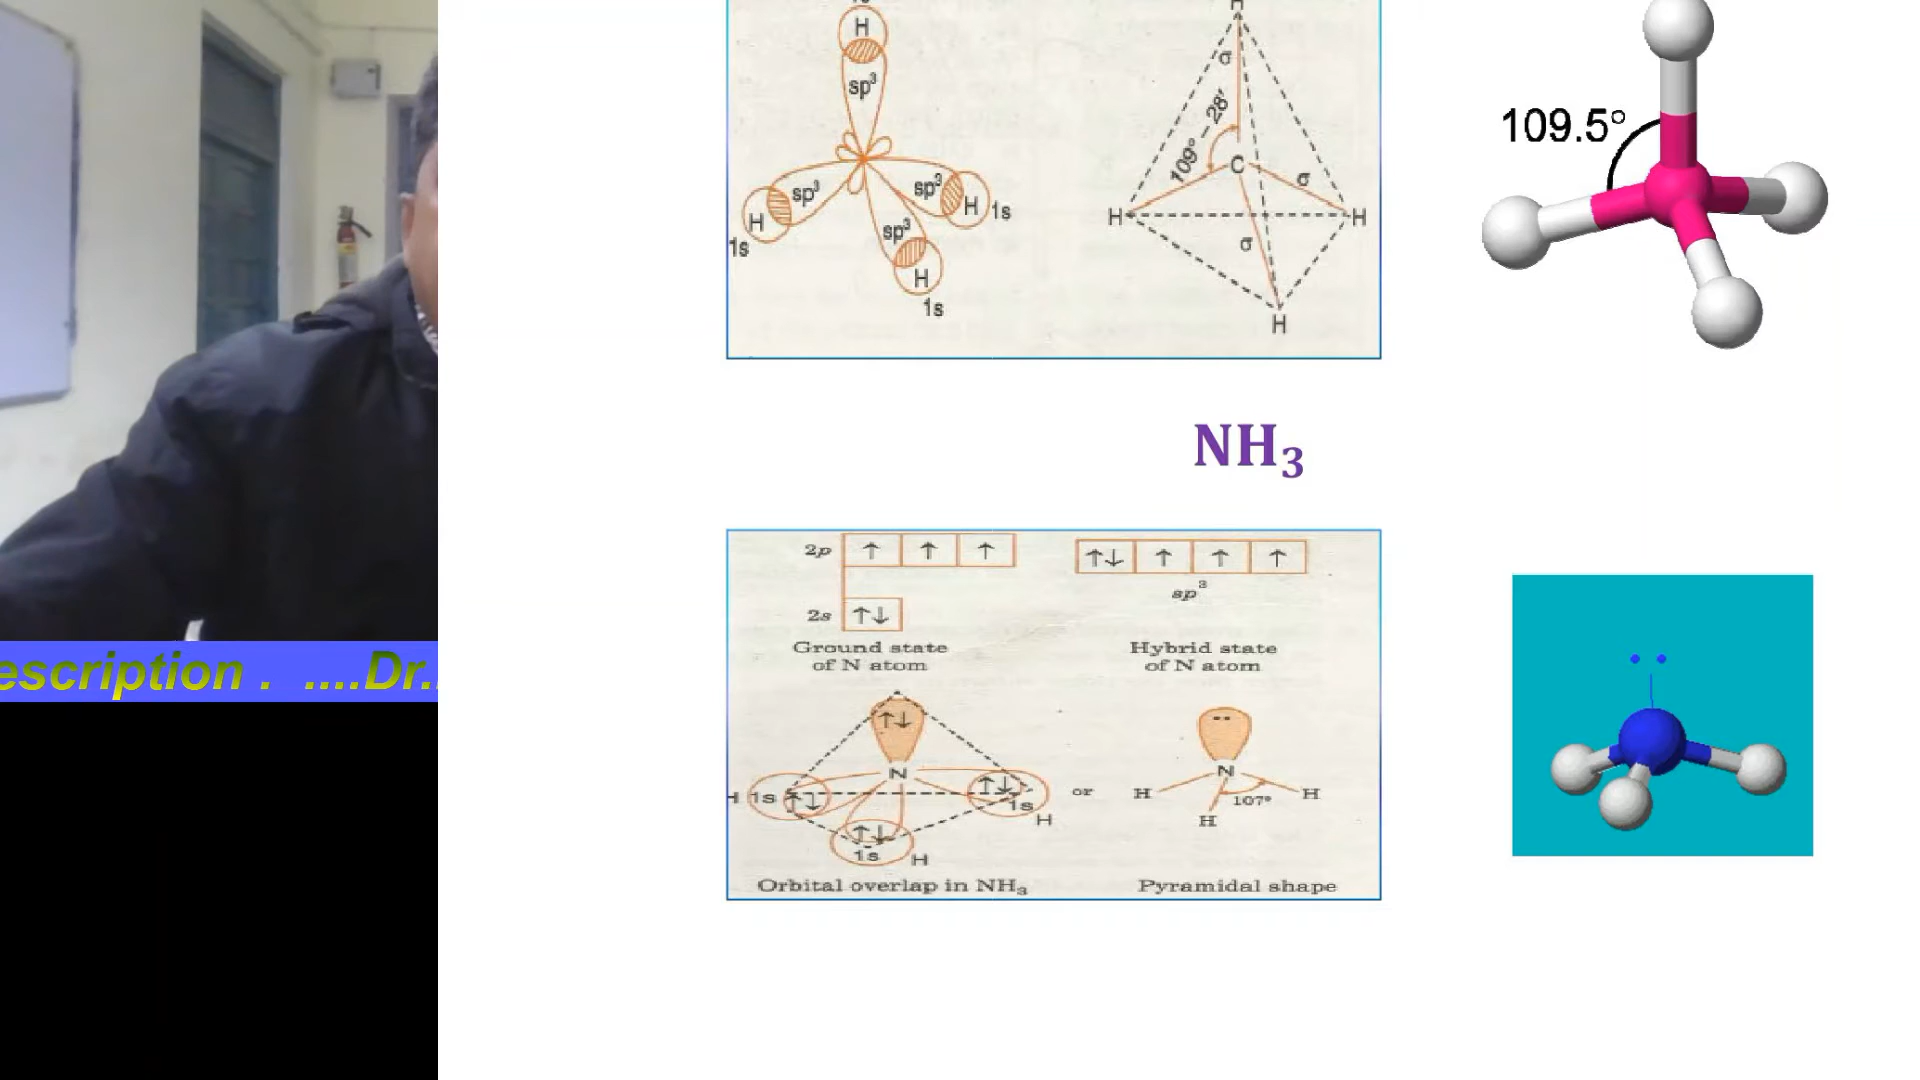 H
sp³
sp³
sp³
sp³
H
1s
H
1s
H
1s
H
σ
109° – 28'
C
σ
σ
H
H
H
109.5°
NH₃
2p ↑ ↑ ↑
↑↓ ↑ ↑ ↑
sp³
2s ↑↓
Ground state
of N atom
Hybrid state
of N atom
↑↓
N
H 1s ↑↓
↑↓
1s
H
↑↓
1s
H
or
N
H
H
107°
H
Orbital overlap in NH₃
Pyramidal shape
escription . ....Dr.